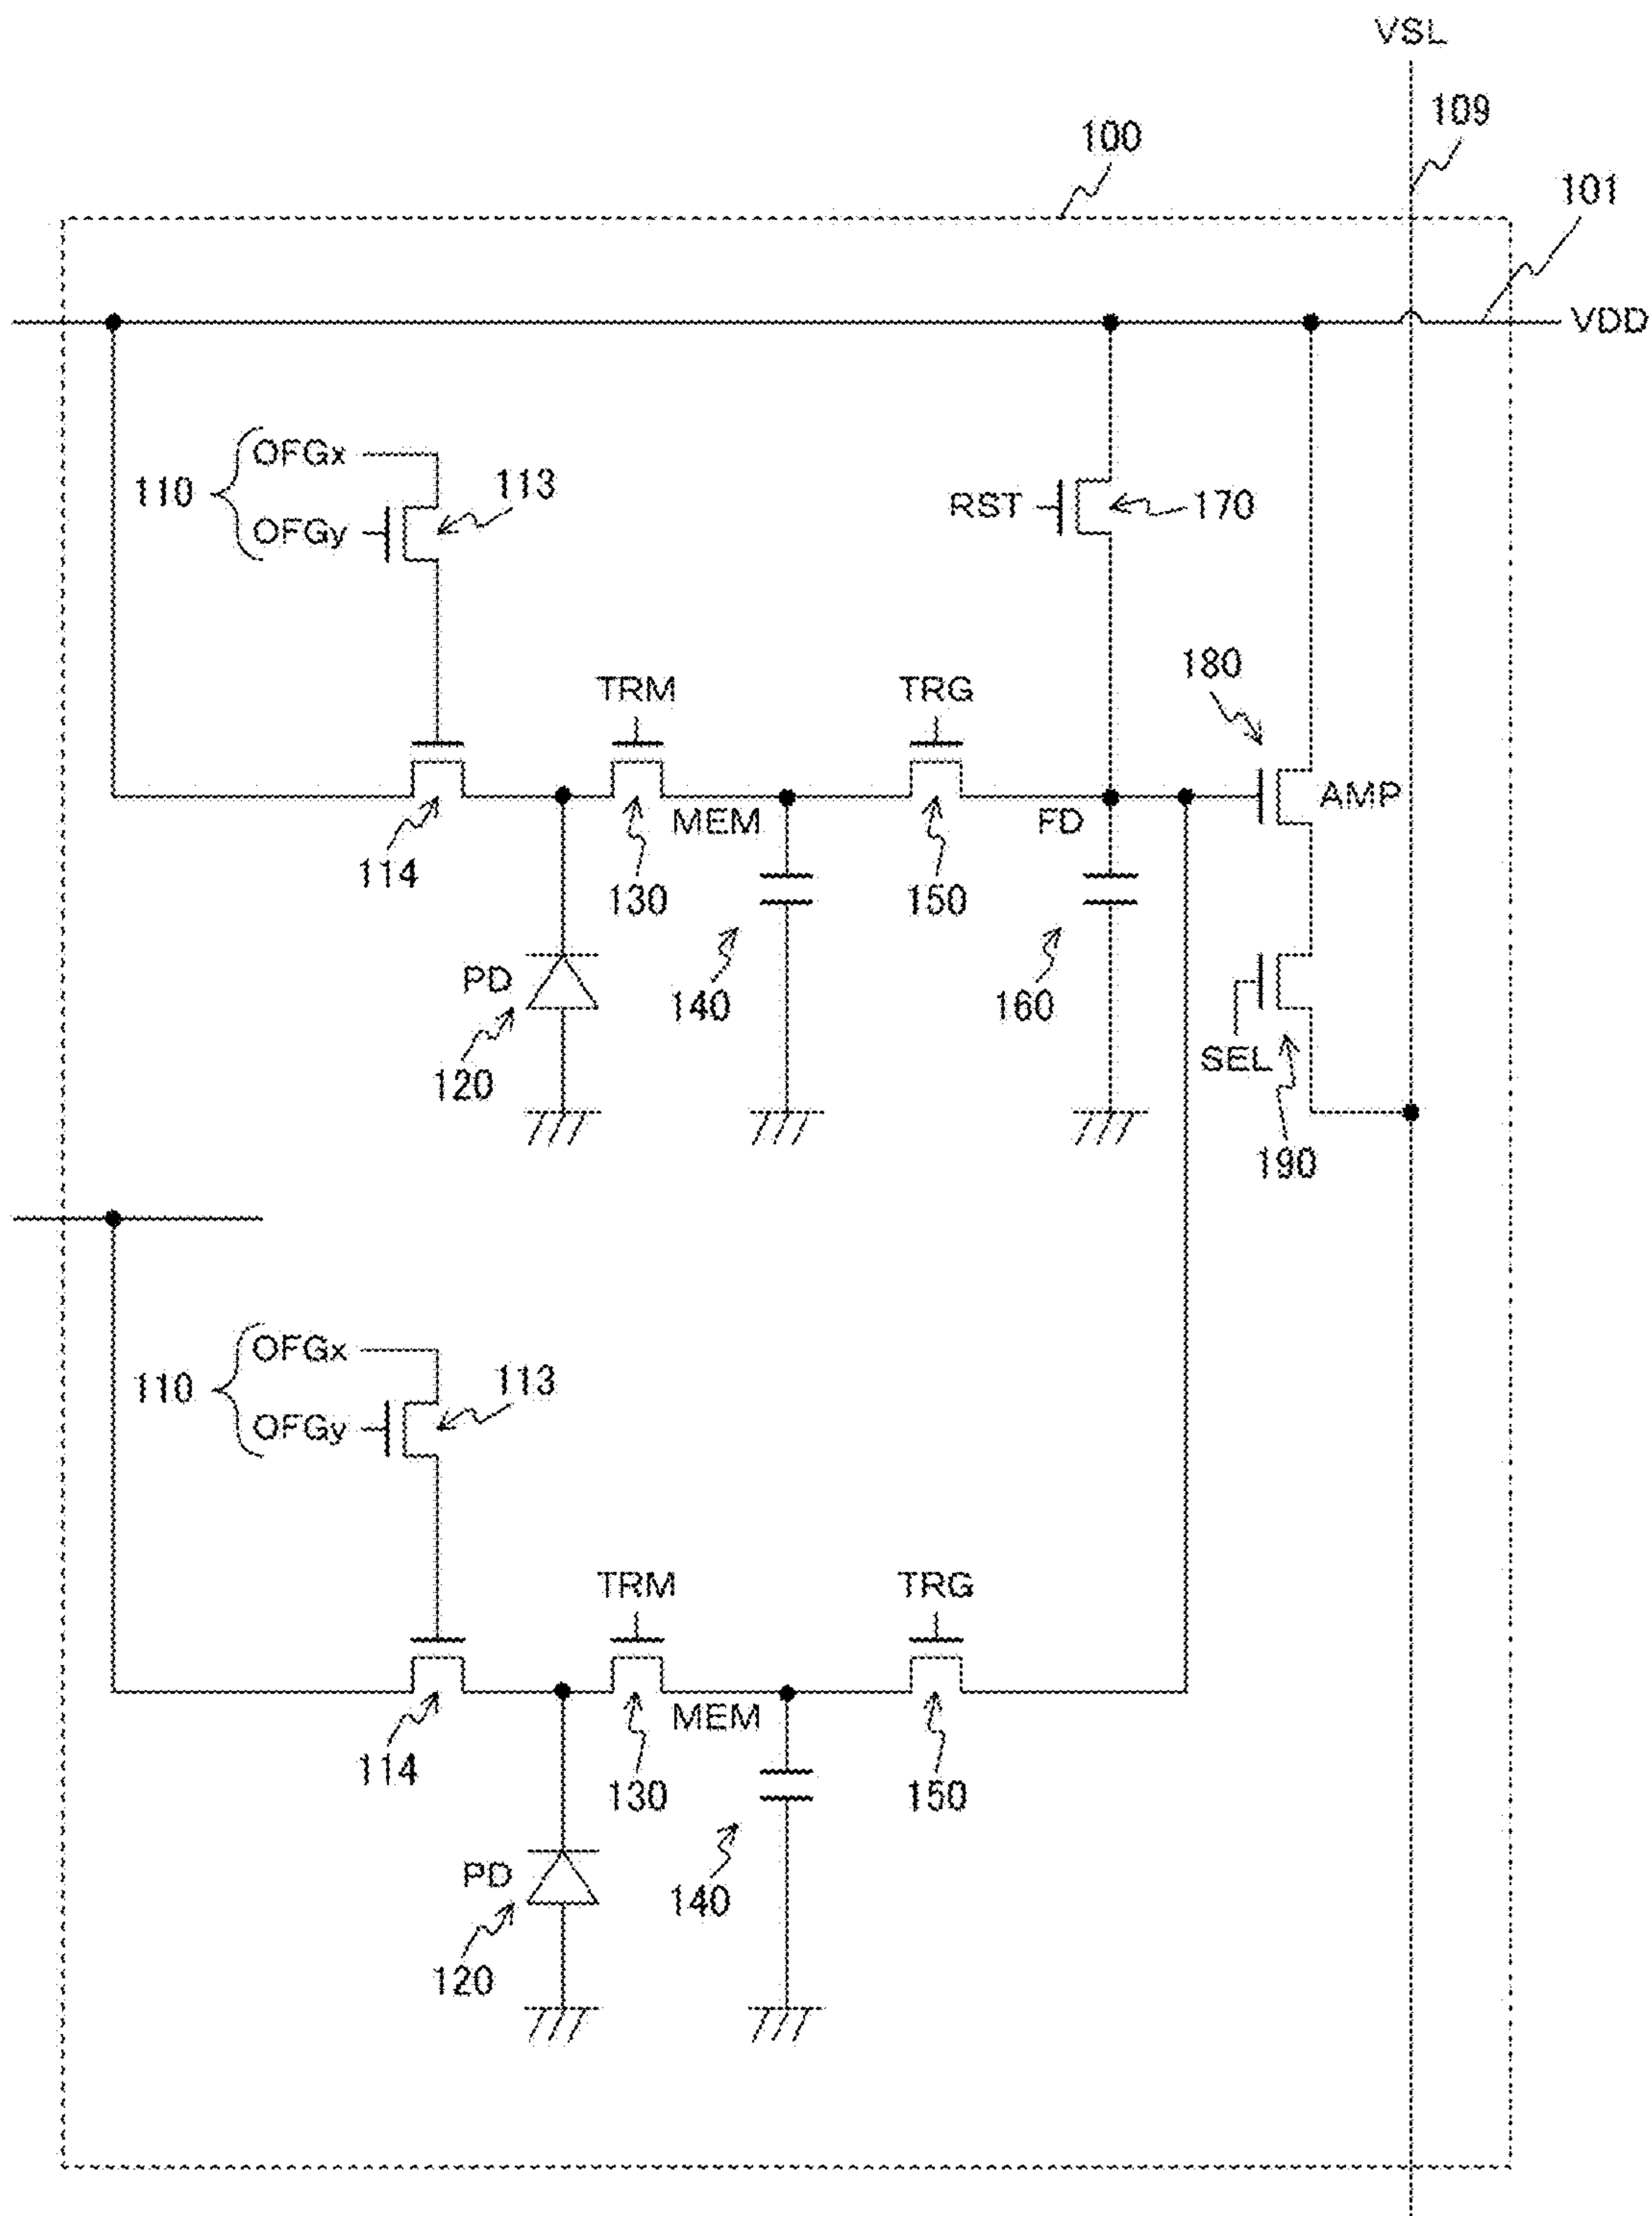 VSL
109
100
101
VDD
OFGx
110
113
OFGy
RST
170
180
TRM
TRG
AMP
MEM
FD
114
130
150
PD
140
160
120
SEL
190
OFGx
110
113
OFGy
TRM
TRG
MEM
114
130
150
PD
140
120